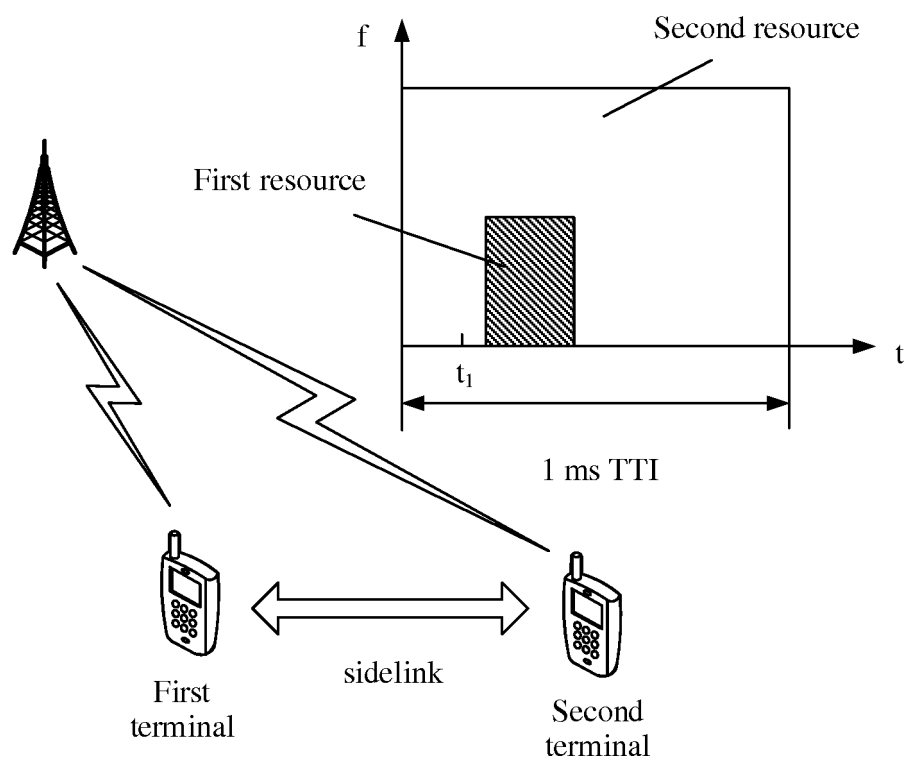 f
Second resource
First resource
t
t₁
1 ms TTI
sidelink
First
terminal
Second
terminal